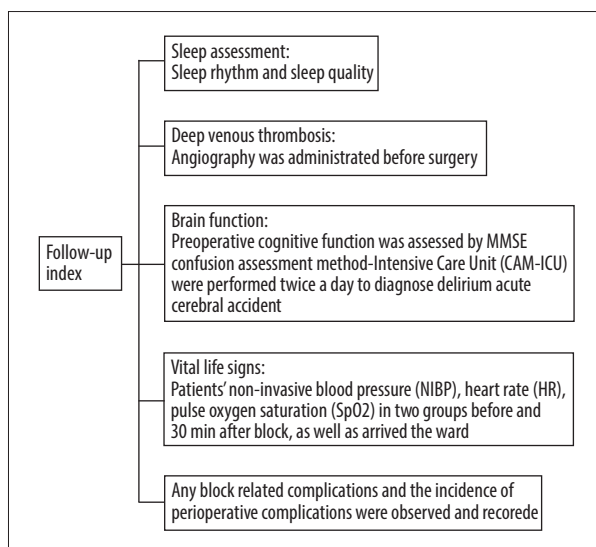 Sleep assessment:
Sleep rhythm and sleep quality
Deep venous thrombosis:
Angiography was administrated before surgery
Follow-up
index
Brain function:
Preoperative cognitive function was assessed by MMSE
confusion assessment method-Intensive Care Unit (CAM-ICU)
were performed twice a day to diagnose delirium acute
cerebral accident
Vital life signs:
Patients’ non-invasive blood pressure (NIBP), heart rate (HR),
pulse oxygen saturation (SpO2) in two groups before and
30 min after block, as well as arrived the ward
Any block related complications and the incidence of
perioperative complications were observed and recorede